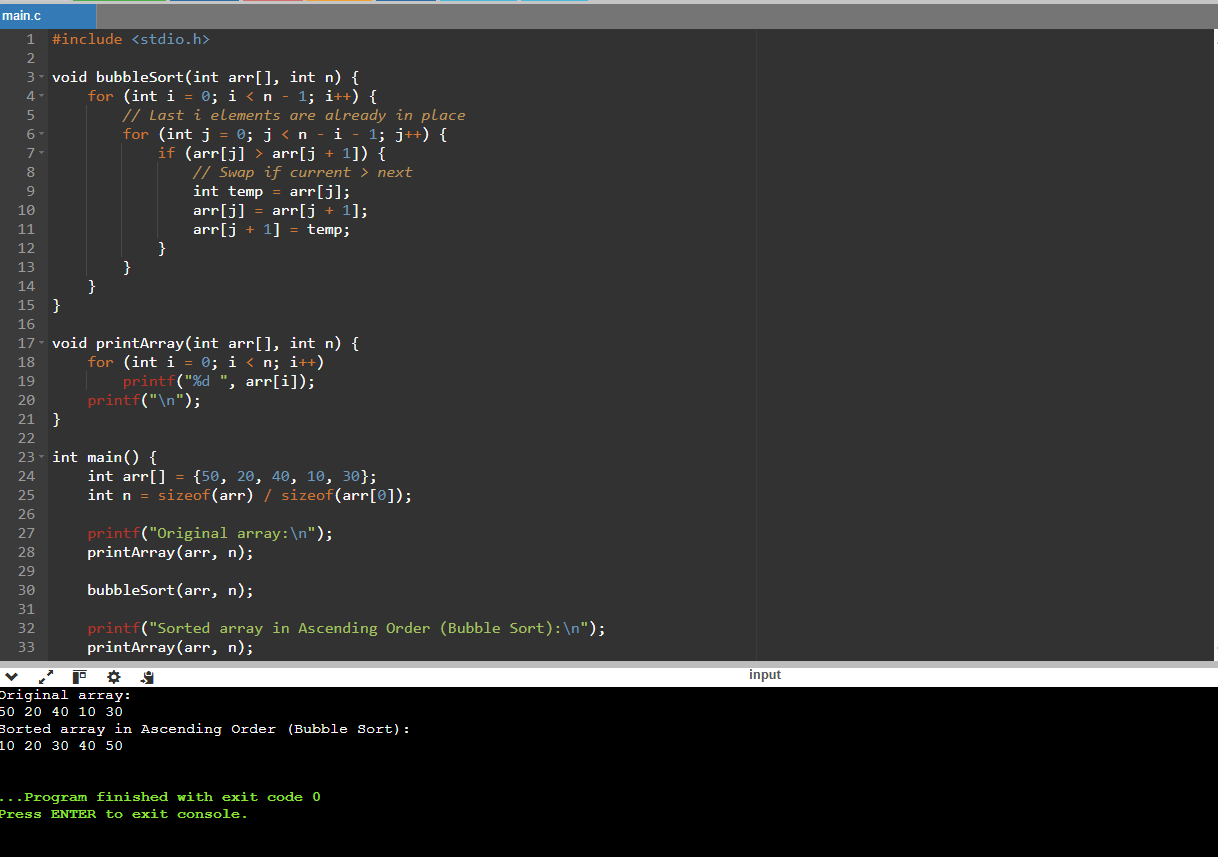 main.c
1 #include <stdio.h>
2
3 void bubbleSort(int arr[], int n) {
4     for (int i = 0; i < n - 1; i++) {
5         // Last i elements are already in place
6         for (int j = 0; j < n - i - 1; j++) {
7             if (arr[j] > arr[j + 1]) {
8                 // Swap if current > next
9                 int temp = arr[j];
10                 arr[j] = arr[j + 1];
11                 arr[j + 1] = temp;
12             }
13         }
14     }
15 }
16
17 void printArray(int arr[], int n) {
18     for (int i = 0; i < n; i++)
19         printf("%d ", arr[i]);
20     printf("\n");
21 }
22
23 int main() {
24     int arr[] = {50, 20, 40, 10, 30};
25     int n = sizeof(arr) / sizeof(arr[0]);
26
27     printf("Original array:\n");
28     printArray(arr, n);
29
30     bubbleSort(arr, n);
31
32     printf("Sorted array in Ascending Order (Bubble Sort):\n");
33     printArray(arr, n);
input
Original array:
50 20 40 10 30
Sorted array in Ascending Order (Bubble Sort):
10 20 30 40 50
...Program finished with exit code 0
Press ENTER to exit console.